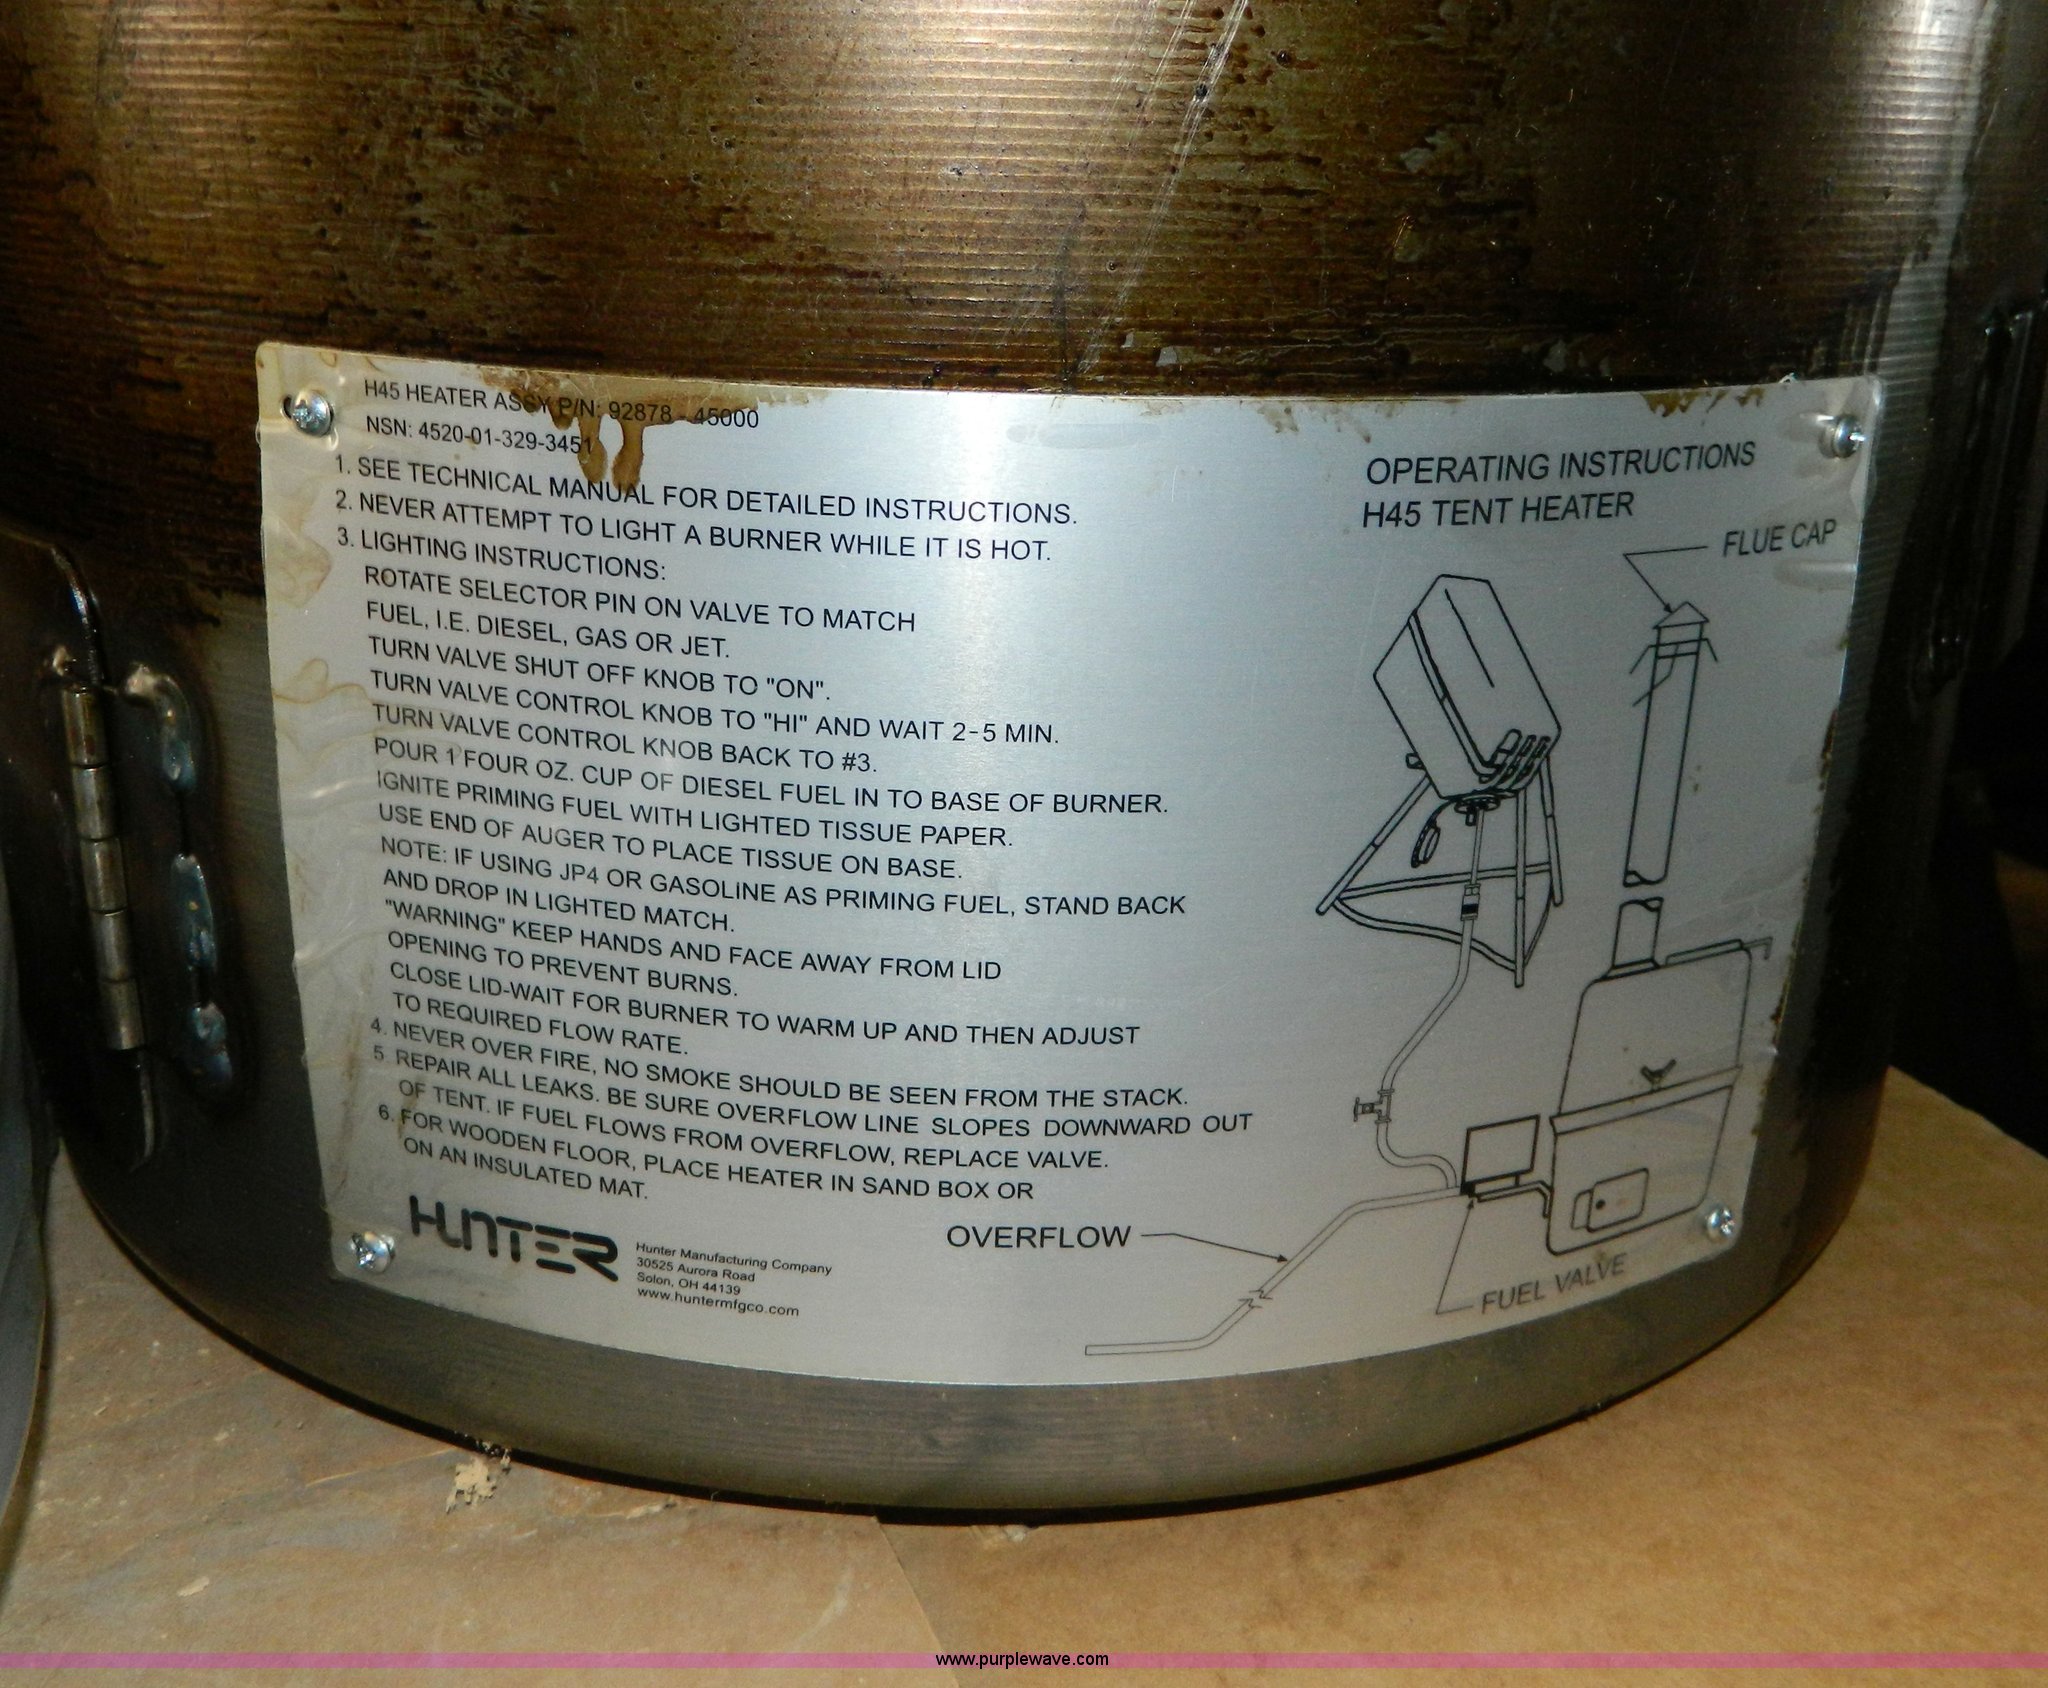 H45 HEATER ASSY P/N: 92878 - 45000
NSN: 4520-01-329-3451
1. SEE TECHNICAL MANUAL FOR DETAILED INSTRUCTIONS.
2. NEVER ATTEMPT TO LIGHT A BURNER WHILE IT IS HOT.
3. LIGHTING INSTRUCTIONS:
ROTATE SELECTOR PIN ON VALVE TO MATCH
FUEL, I.E. DIESEL, GAS OR JET.
TURN VALVE SHUT OFF KNOB TO "ON".
TURN VALVE CONTROL KNOB TO "HI" AND WAIT 2-5 MIN.
TURN VALVE CONTROL KNOB BACK TO #3.
POUR 1 FOUR OZ. CUP OF DIESEL FUEL IN TO BASE OF BURNER.
IGNITE PRIMING FUEL WITH LIGHTED TISSUE PAPER.
USE END OF AUGER TO PLACE TISSUE ON BASE.
NOTE: IF USING JP4 OR GASOLINE AS PRIMING FUEL, STAND BACK
AND DROP IN LIGHTED MATCH.
"WARNING" KEEP HANDS AND FACE AWAY FROM LID
OPENING TO PREVENT BURNS.
CLOSE LID-WAIT FOR BURNER TO WARM UP AND THEN ADJUST
TO REQUIRED FLOW RATE.
4. NEVER OVER FIRE, NO SMOKE SHOULD BE SEEN FROM THE STACK.
5. REPAIR ALL LEAKS. BE SURE OVERFLOW LINE SLOPES DOWNWARD OUT
OF TENT. IF FUEL FLOWS FROM OVERFLOW, REPLACE VALVE.
6. FOR WOODEN FLOOR, PLACE HEATER IN SAND BOX OR
ON AN INSULATED MAT.
HUNTER
Hunter Manufacturing Company
30525 Aurora Road
Solon, OH 44139
www.huntermfgco.com
OPERATING INSTRUCTIONS
H45 TENT HEATER
FLUE CAP
OVERFLOW
FUEL VALVE
www.purplewave.com